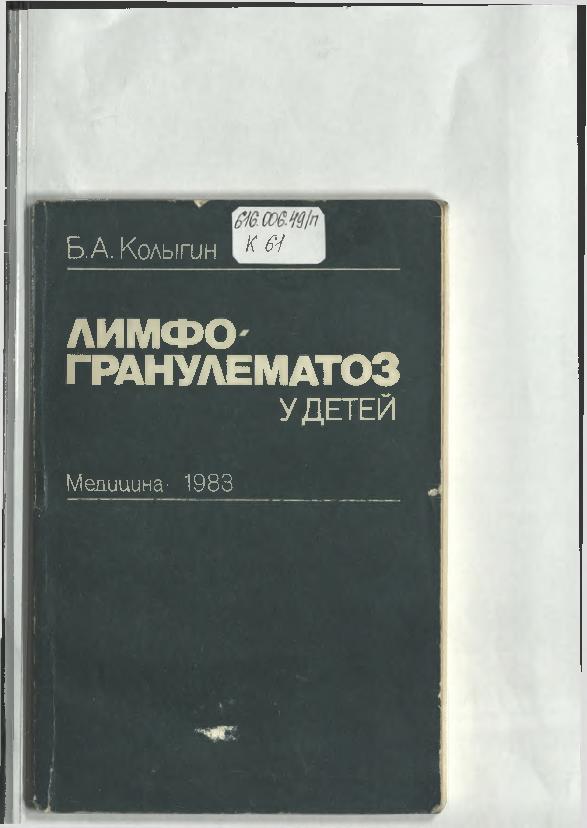 616.006.49/п
К 61
Б.А. Колыгин
ЛИМФО-
ГРАНУЛЕМАТОЗ
У ДЕТЕЙ
Медицина · 1983